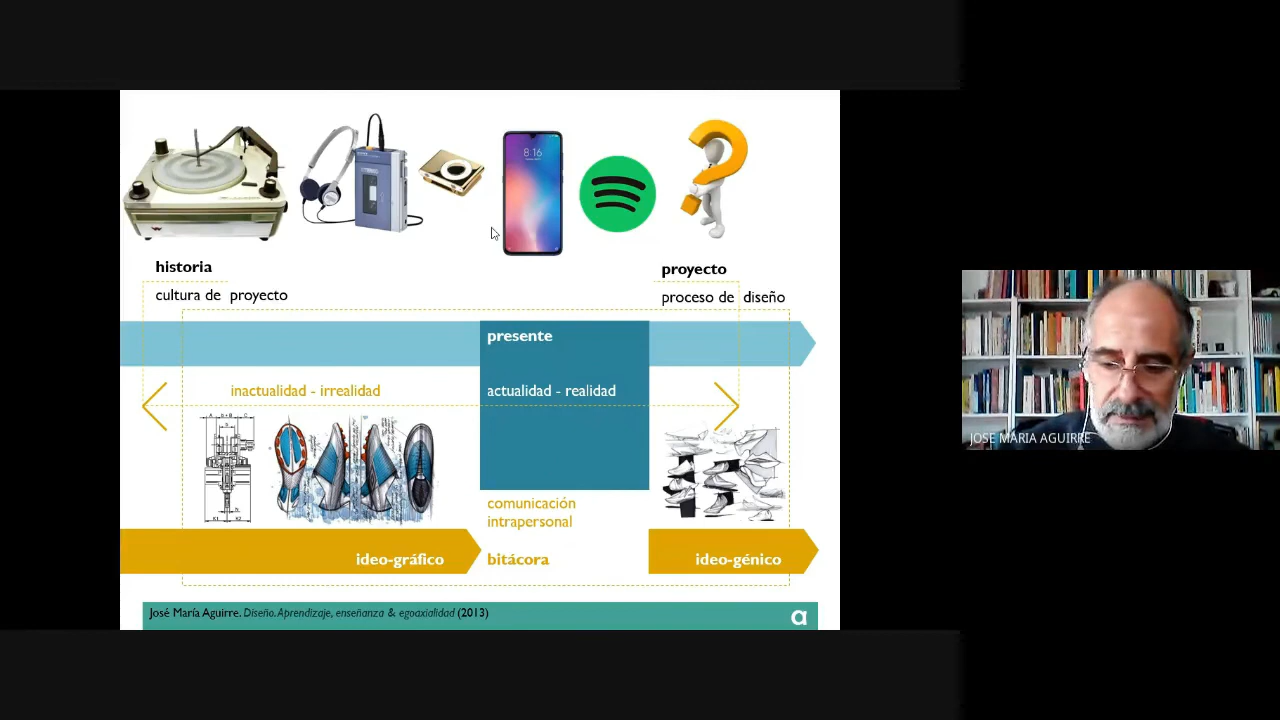 8:16
historia
proyecto
cultura de proyecto
proceso de diseño
presente
inactualidad - irrealidad
actualidad - realidad
comunicación
intrapersonal
ideo-gráfico
bitácora
ideo-génico
José María Aguirre. Diseño. Aprendizaje, enseñanza & egoaxialidad (2013)
a
JOSE MARIA AGUIRRE